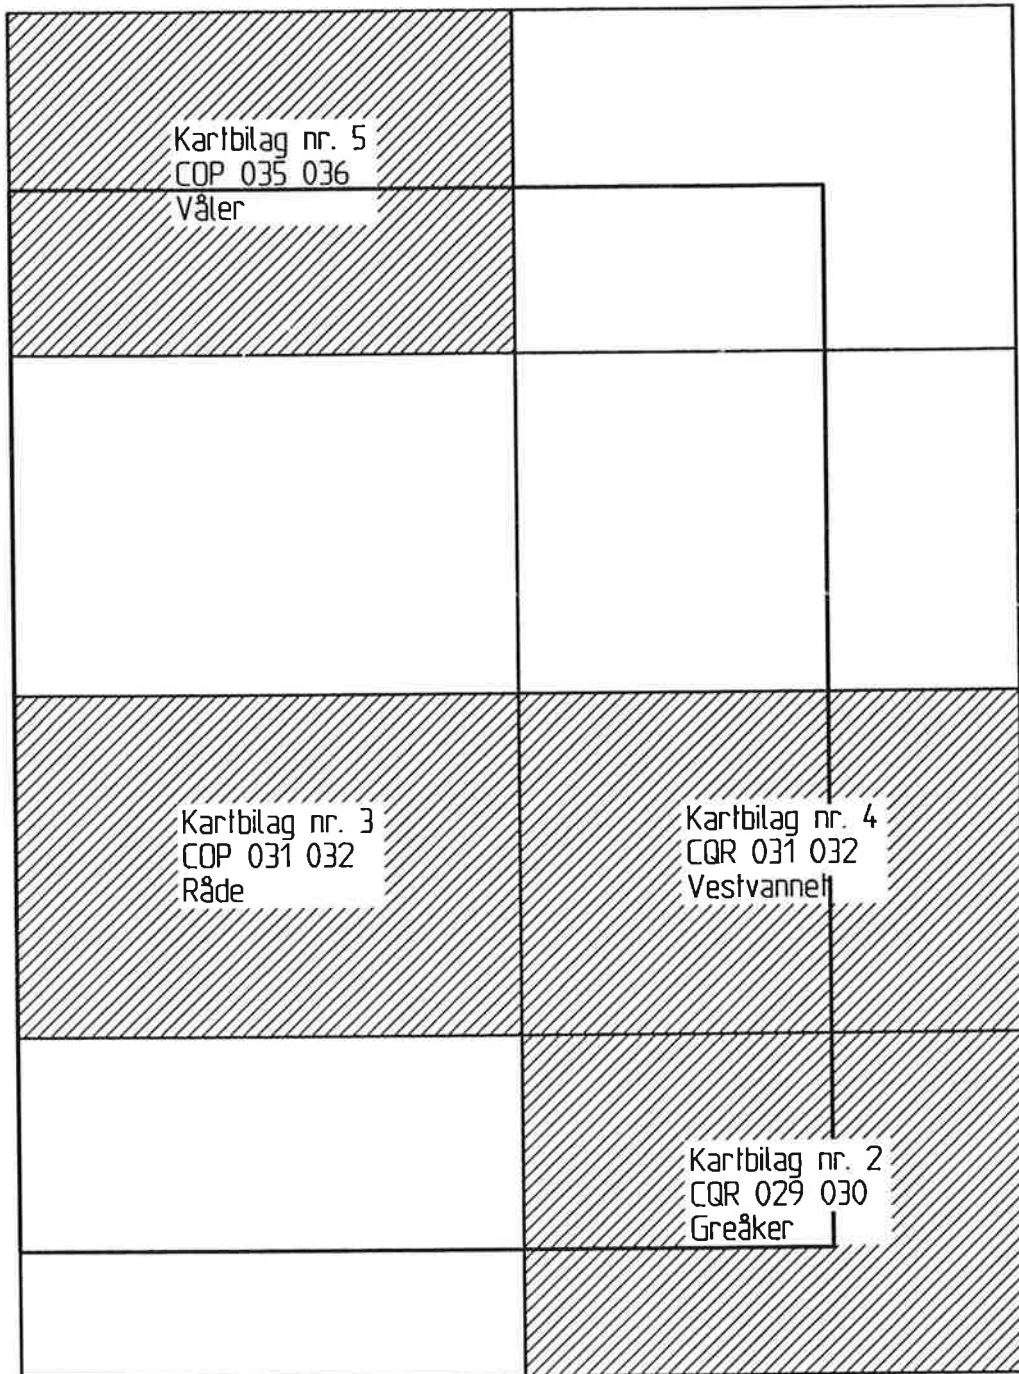 Kartbilag nr. 5
COP 035 036
Våler
Kartbilag nr. 3
COP 031 032
Råde
Kartbilag nr. 4
CQR 031 032
Vestvannet
Kartbilag nr. 2
CQR 029 030
Greåker